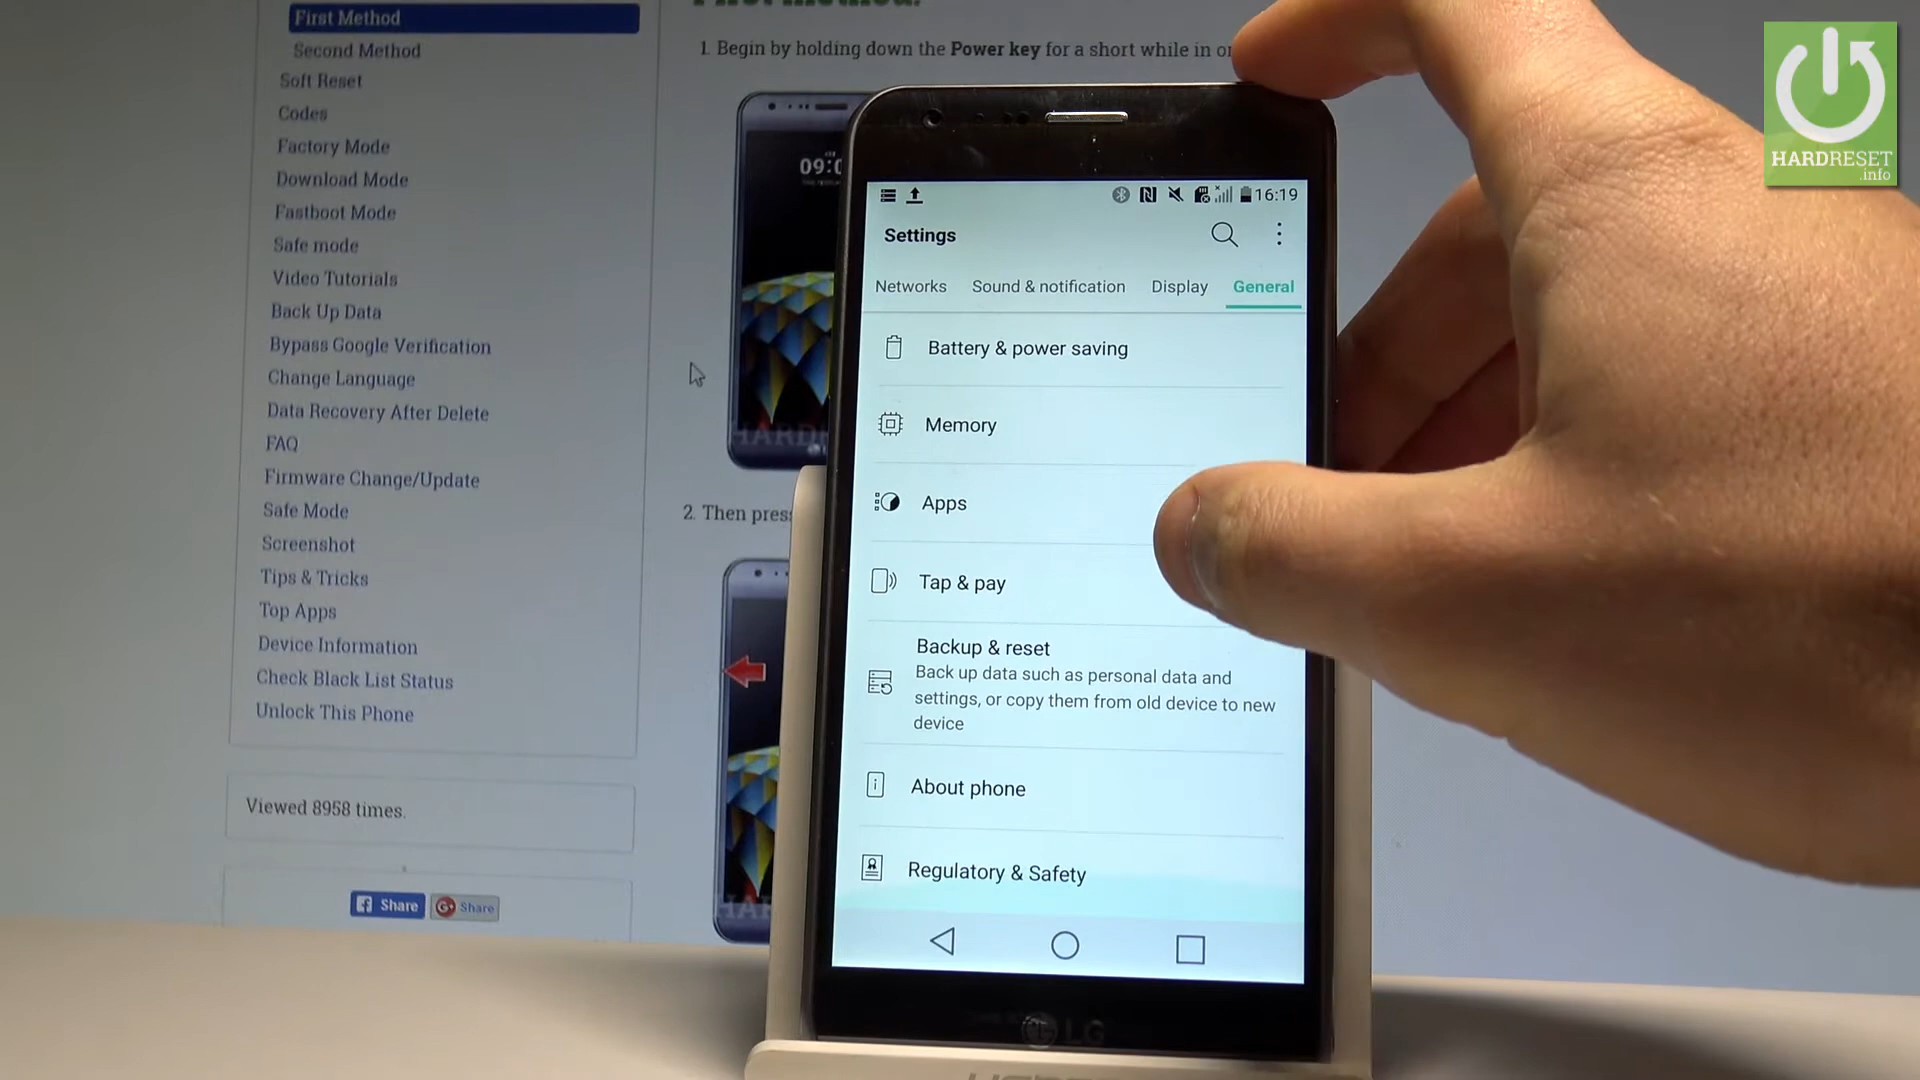 First Method
Second Method
Soft Reset
Codes
Factory Mode
Download Mode
Fastboot Mode
Safe mode
Video Tutorials
Back Up Data
Bypass Google Verification
Change Language
Data Recovery After Delete
FAQ
Firmware Change/Update
Safe Mode
Screenshot
Tips & Tricks
Top Apps
Device Information
Check Black List Status
Unlock This Phone
Viewed 8958 times.
Share
Share
1. Begin by holding down the Power key for a short while in
2. Then press
16:19
Settings
Networks Sound & notification Display General
Battery & power saving
Memory
Apps
Tap & pay
Backup & reset
Back up data such as personal data and
settings, or copy them from old device to new
device
About phone
Regulatory & Safety
LG
HARDRESET
.info